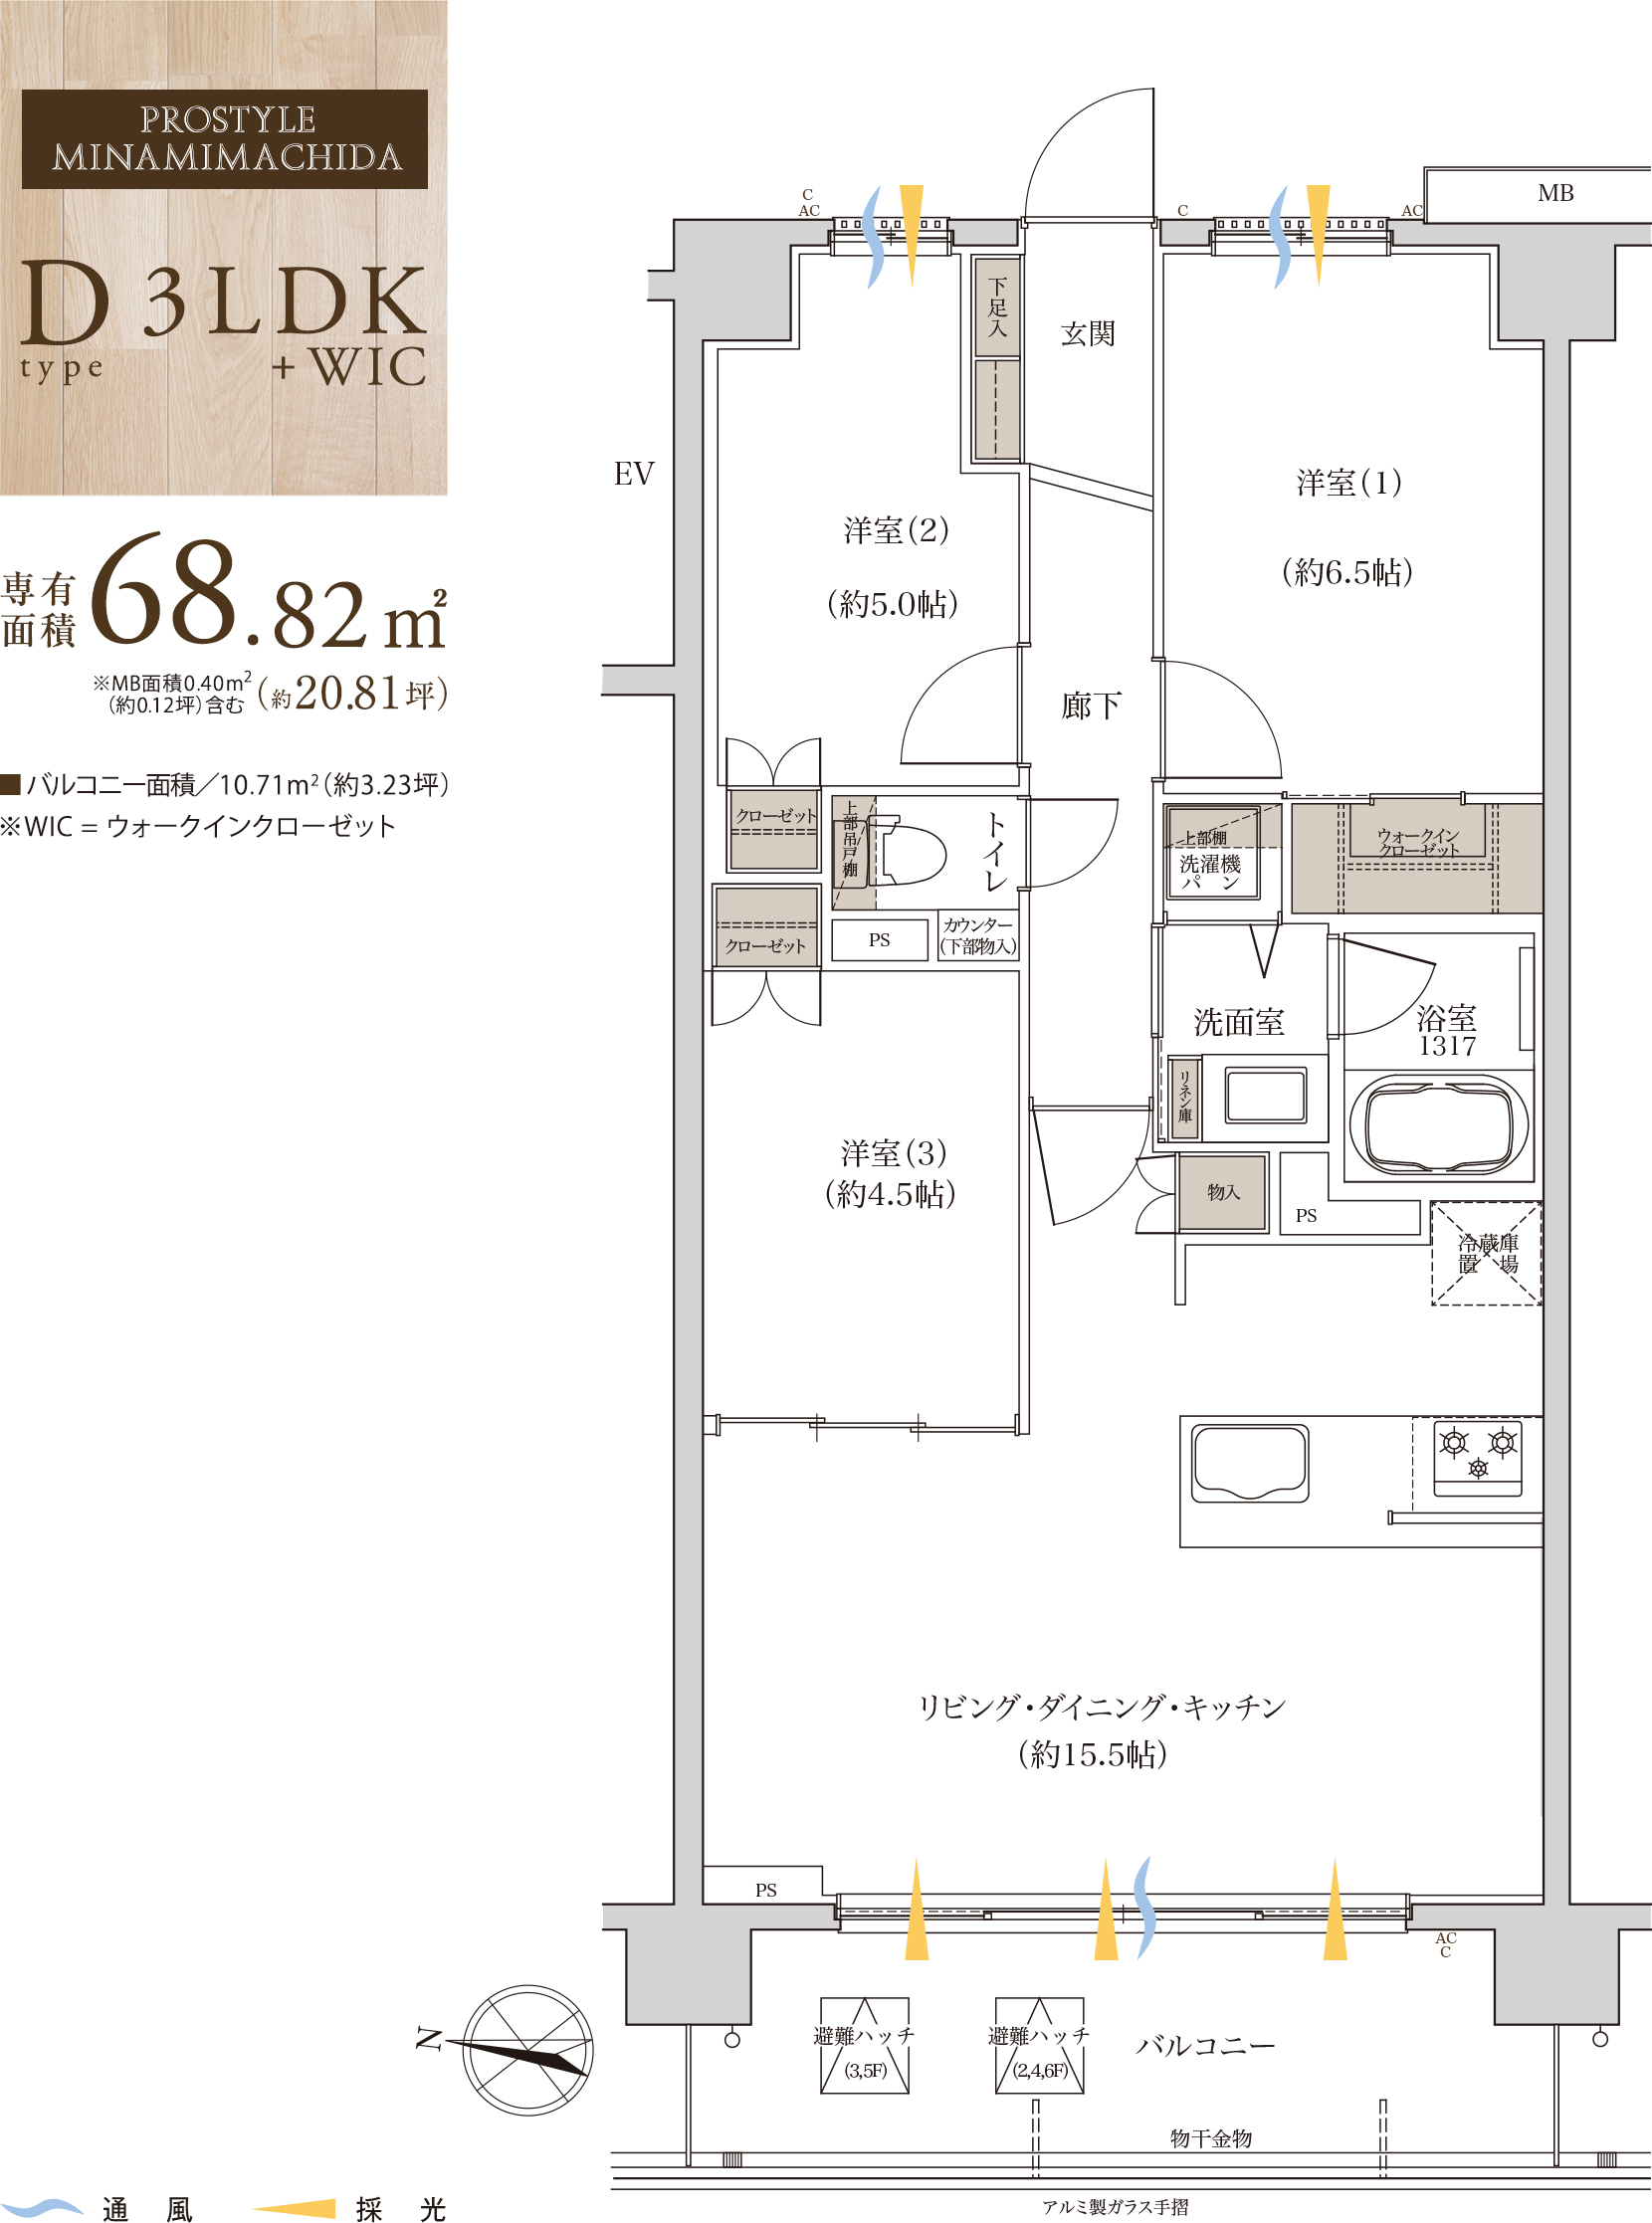 PROSTYLE
MINAMIMACHIDA
D 3LDK
type +WIC
専有
面積 68.82㎡
※MB面積0.40m²
(約0.12坪)含む (約20.81坪)
■バルコニー面積／10.71m²(約3.23坪)
※WIC = ウォークインクローゼット
C
AC
C
AC
MB
下足入
玄関
EV
洋室(1)
(約6.5帖)
洋室(2)
(約5.0帖)
廊下
クローゼット
上部吊戸棚
トイレ
上部棚
洗濯機
パン
ウォークイン
クローゼット
クローゼット
PS
カウンター
(下部物入)
洗面室
浴室
1317
リネン庫
洋室(3)
(約4.5帖)
物入
PS
冷蔵庫
置 場
リビング・ダイニング・キッチン
(約15.5帖)
PS
AC
C
N
避難ハッチ
(3,5F)
避難ハッチ
(2,4,6F)
バルコニー
物干金物
アルミ製ガラス手摺
通 風
採 光